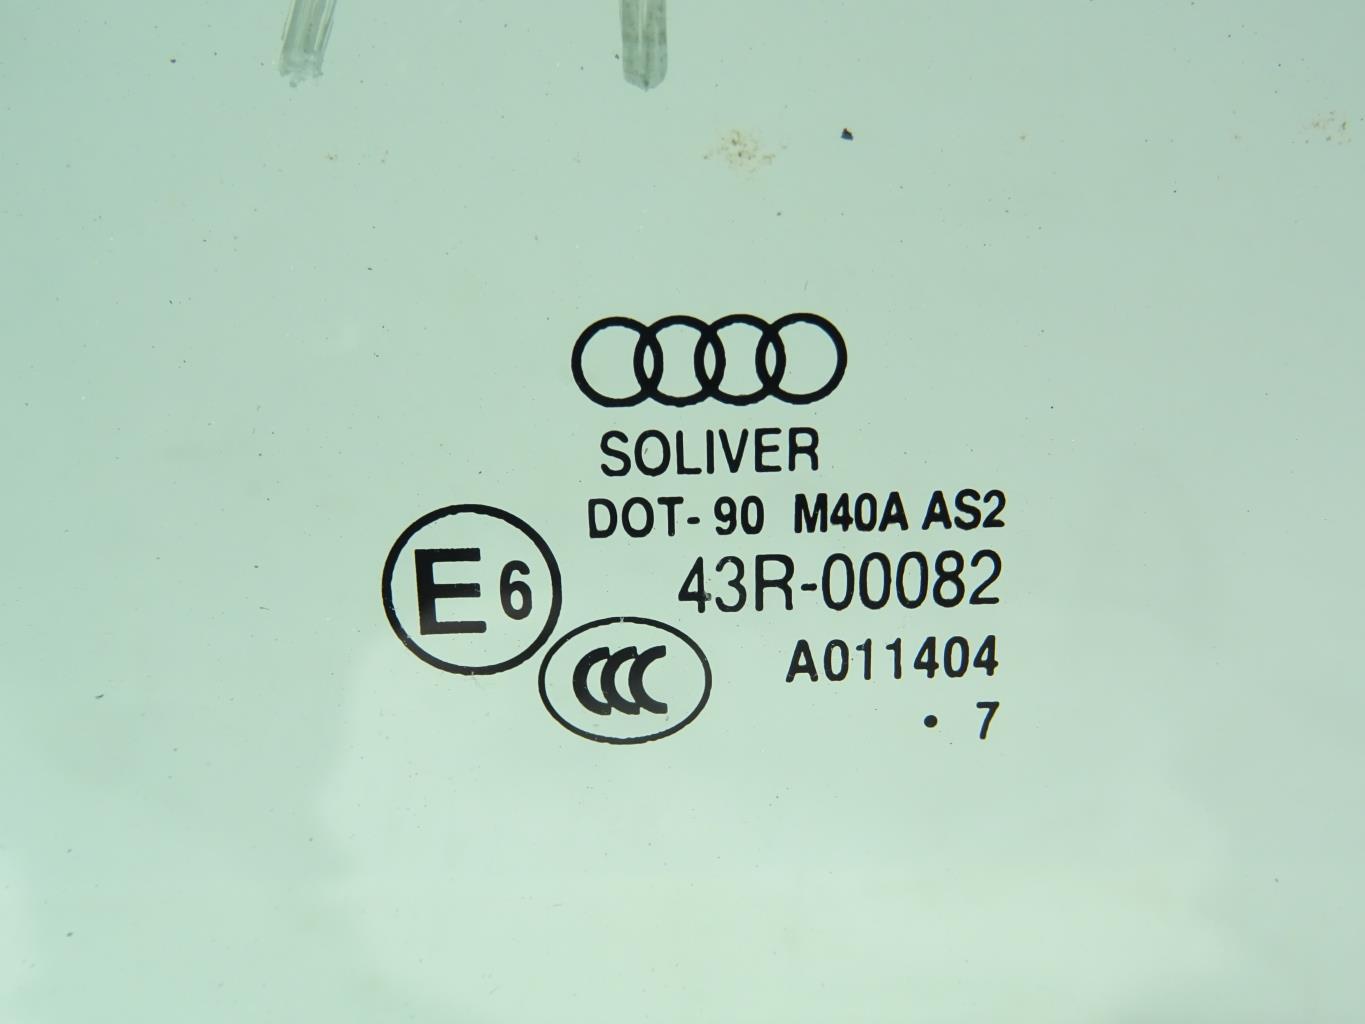 SOLIVER
DOT-90 M40A AS2
E6 43R-00082
CCC A011404
· 7